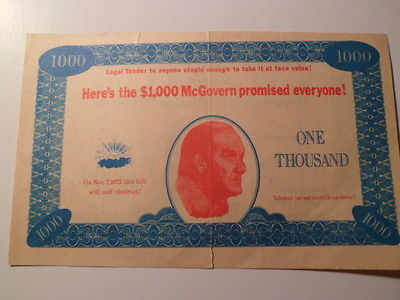 1000 1000
Legal Tender to anyone stupid enough to take it at face value!
Here's the $1,000 McGovern promised everyone!
ONE
THOUSAND
On Nov. 7, 1972 this bill
will self-destruct!
1000 1000